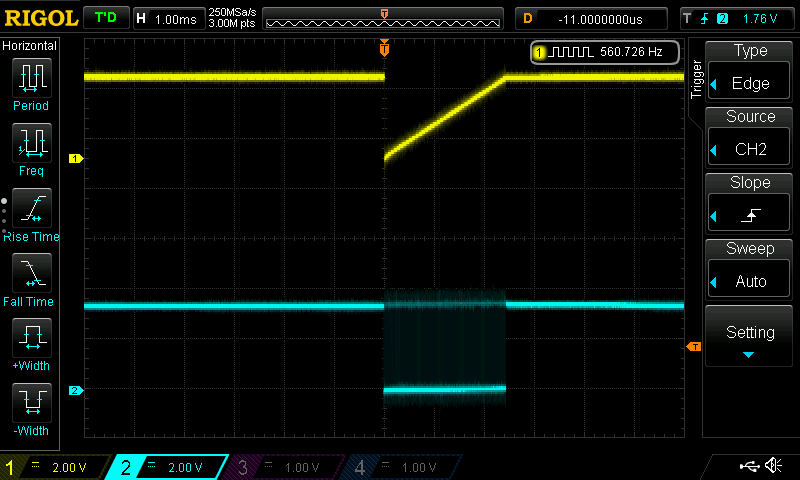 RIGOL T'D H 1.00ms 250MSa/s 3.00M pts D -11.0000000us T 2 1.76 V
Horizontal
Period
Freq
Rise Time
Fall Time
+Width
-Width
T
1 560.726 Hz
1
2
T
Trigger
Type
Edge
Source
CH2
Slope
Sweep
Auto
Setting
1 2.00 V 2 2.00 V 3 1.00 V 4 1.00 V